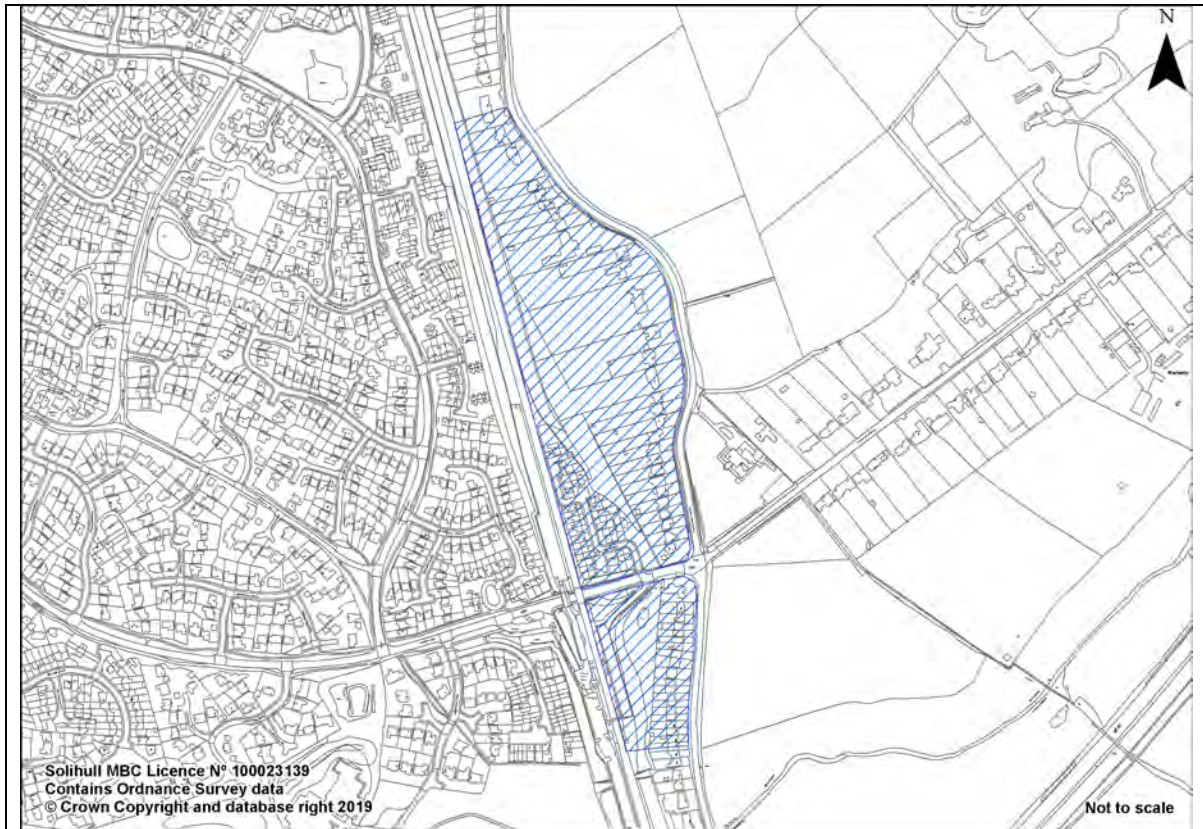 N
Solihull MBC Licence Nº 100023139
Contains Ordnance Survey data
© Crown Copyright and database right 2019
Not to scale